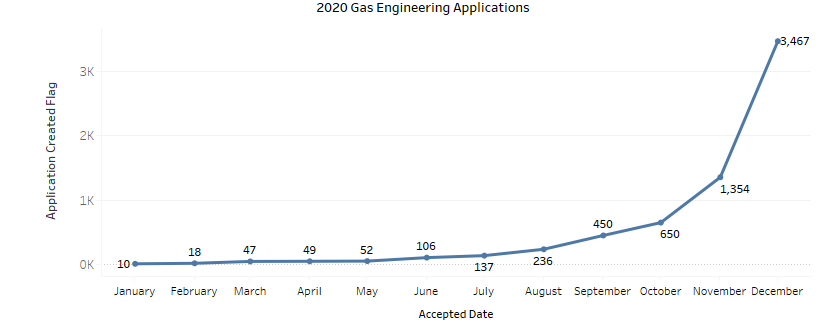 2020 Gas Engineering Applications
Application Created Flag
3K
2K
1K
0K
10
18
47
49
52
106
137
236
450
650
1,354
3,467
January February March April May June July August September October November December
Accepted Date